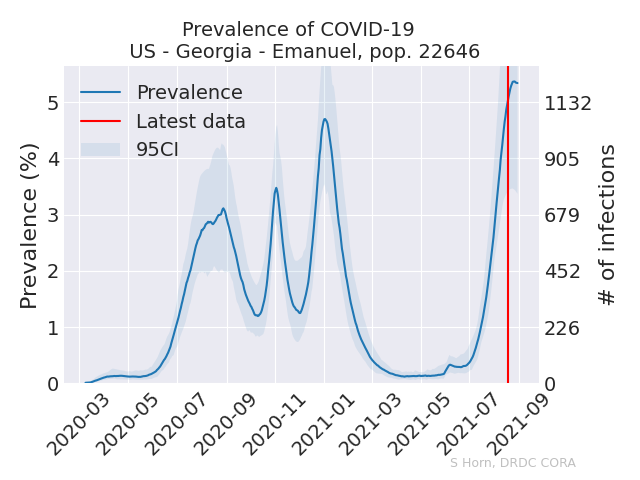 Prevalence of COVID-19
US - Georgia - Emanuel, pop. 22646
Prevalence
Latest data
95CI
Prevalence (%)
5
4
3
2
1
0
1132
905
679
452
226
0
# of infections
2020-03
2020-05
2020-07
2020-09
2020-11
2021-01
2021-03
2021-05
2021-07
2021-09
S Horn, DRDC CORA